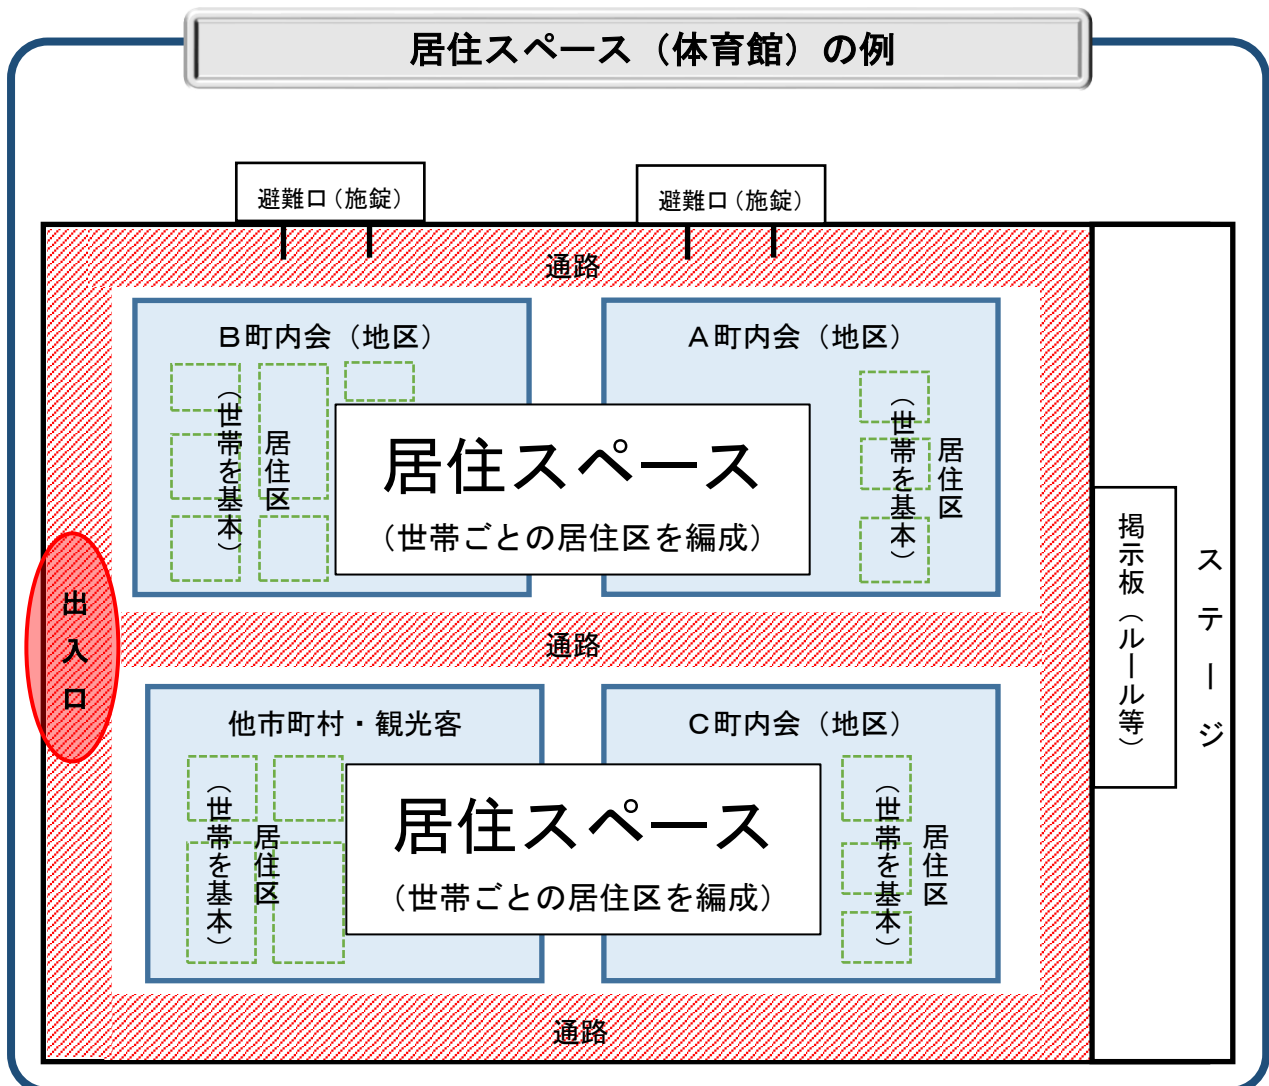 居住スペース（体育館）の例
避難口（施錠）
避難口（施錠）
通路
Ｂ町内会（地区）
居住区
（世帯を基本）
Ａ町内会（地区）
居住区
（世帯を基本）
居住スペース
（世帯ごとの居住区を編成）
出入口
通路
掲示板（ルール等）
ステージ
他市町村・観光客
居住区
（世帯を基本）
Ｃ町内会（地区）
居住区
（世帯を基本）
居住スペース
（世帯ごとの居住区を編成）
通路